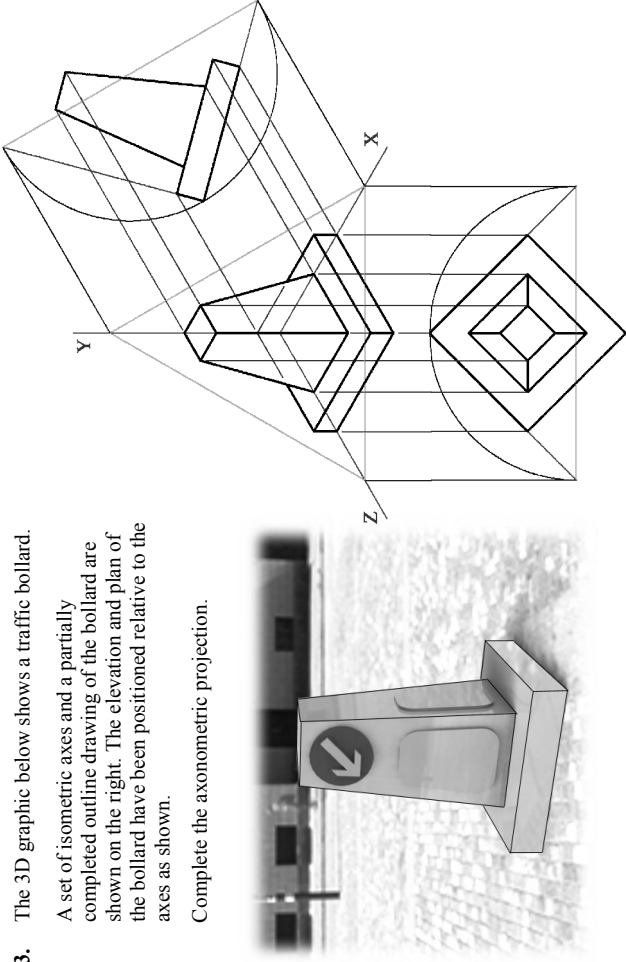 3. The 3D graphic below shows a traffic bollard.
A set of isometric axes and a partially
completed outline drawing of the bollard are
shown on the right. The elevation and plan of
the bollard have been positioned relative to the
axes as shown.
Complete the axonometric projection.
Y
X
Z